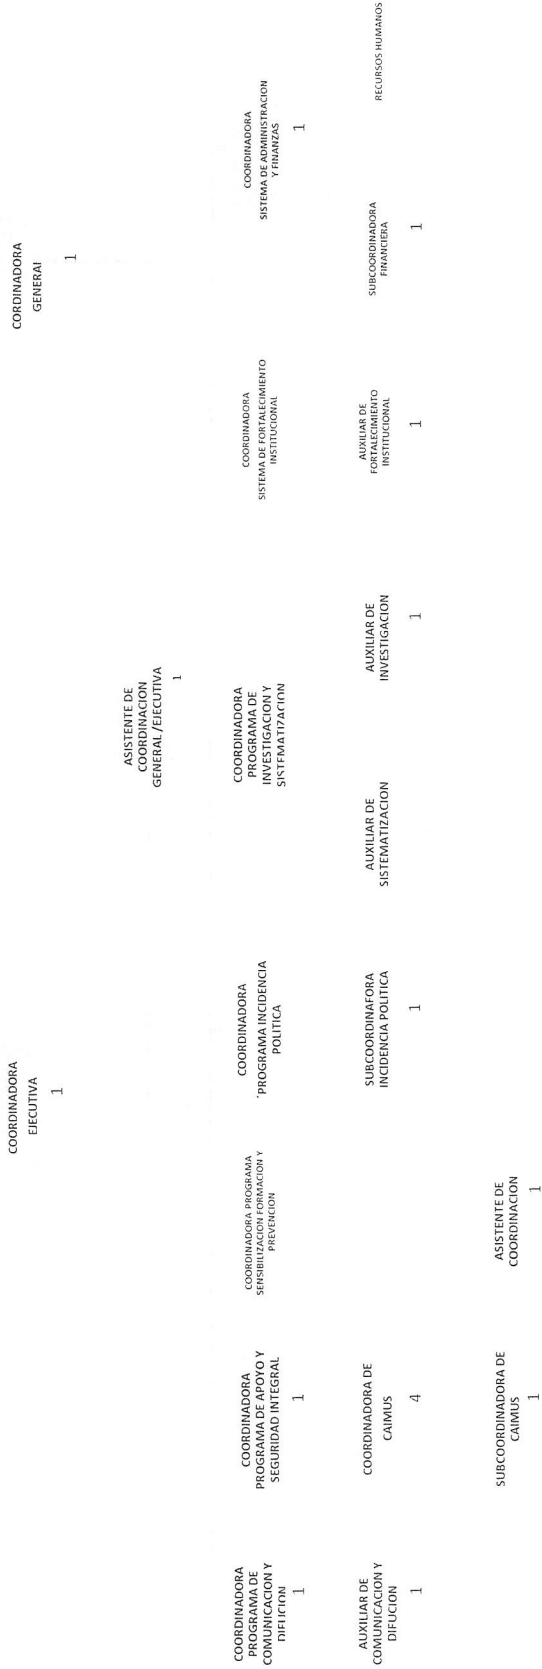 COORDINADORA
EJECUTIVA
1
CORDINADORA
GENERAL
1
ASISTENTE DE
COORDINACION
GENERAL/EJECUTIVA
1
COORDINADORA
PROGRAMA DE
COMUNICACION Y
DIFUCION
1
COORDINADORA
PROGRAMA DE APOYO Y
SEGURIDAD INTEGRAL
1
COORDINADORA PROGRAMA
SENSIBILIZACION FORMACION Y
PREVENCION
COORDINADORA
PROGRAMA INCIDENCIA
POLITICA
COORDINADORA
PROGRAMA DE
INVESTIGACION Y
SISTEMATIZACION
COORDINADORA
SISTEMA DE FORTALECIMIENTO
INSTITUCIONAL
COORDINADORA
SISTEMA DE ADMINISTRACION
Y FINANZAS
1
AUXILIAR DE
COMUNICACION Y
DIFUCION
1
COORDINADORA DE
CAIMUS
4
SUBCOORDINAFORA
INCIDENCIA POLITICA
1
AUXILIAR DE
SISTEMATIZACION
AUXILIAR DE
INVESTIGACION
1
AUXILIAR DE
FORTALECIMIENTO
INSTITUCIONAL
1
SUBCOORDINADORA
FINANCIERA
1
RECURSOS HUMANOS
SUBCOORDINADORA DE
CAIMUS
1
ASISTENTE DE
COORDINACION
1